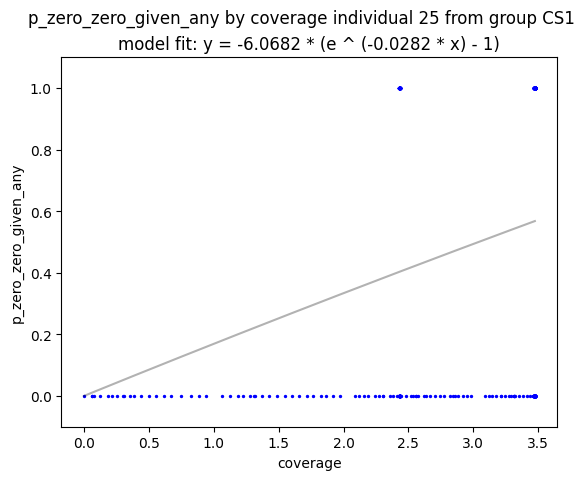 p_zero_zero_given_any by coverage individual 25 from group CS1
model fit: y = -6.0682 * (e ^ (-0.0282 * x) - 1)
1.0
0.8
0.6
0.4
0.2
0.0
p_zero_zero_given_any
0.0 0.5 1.0 1.5 2.0 2.5 3.0 3.5
coverage